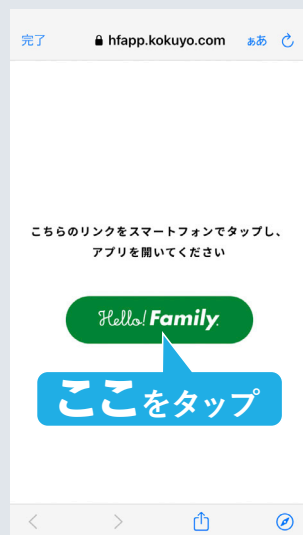 完了 hfapp.kokuyo.com ぁあ
こちらのリンクをスマートフォンでタップし、
アプリを開いてください
Hello! Family.
ここをタップ